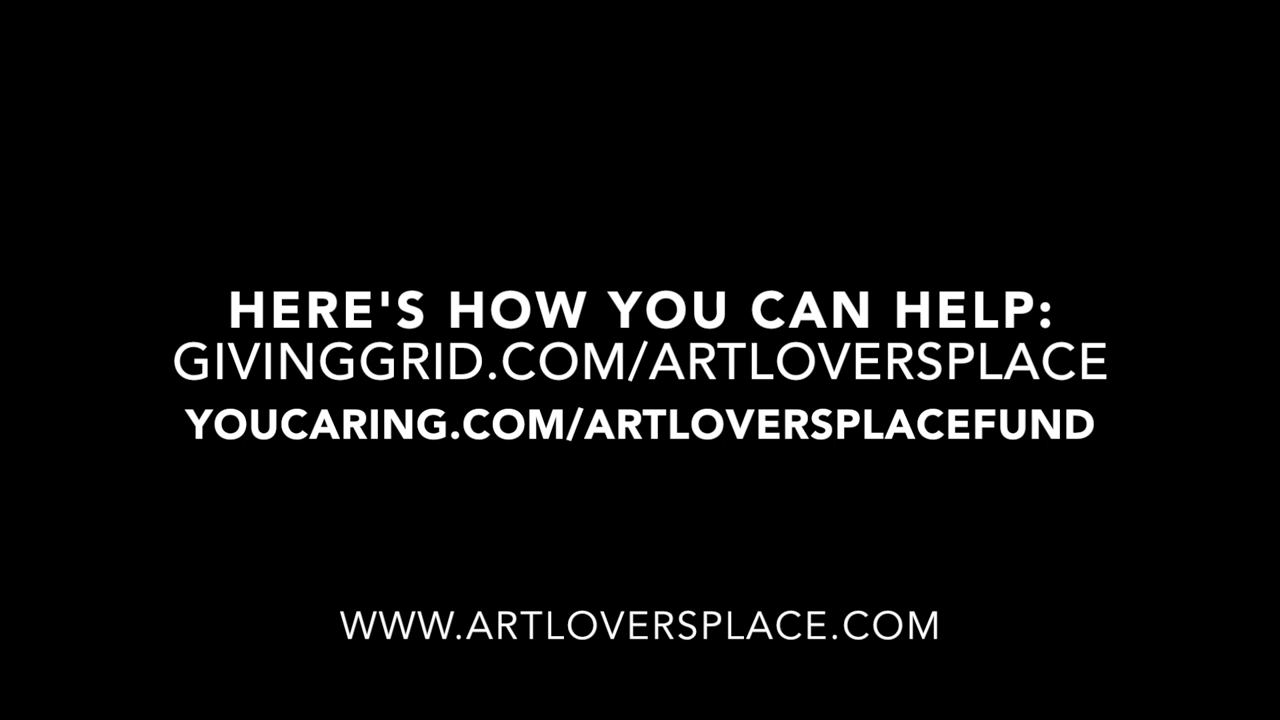 HERE'S HOW YOU CAN HELP:
GIVINGGRID.COM/ARTLOVERSPLACE
YOUCARING.COM/ARTLOVERSPLACEFUND
WWW.ARTLOVERSPLACE.COM